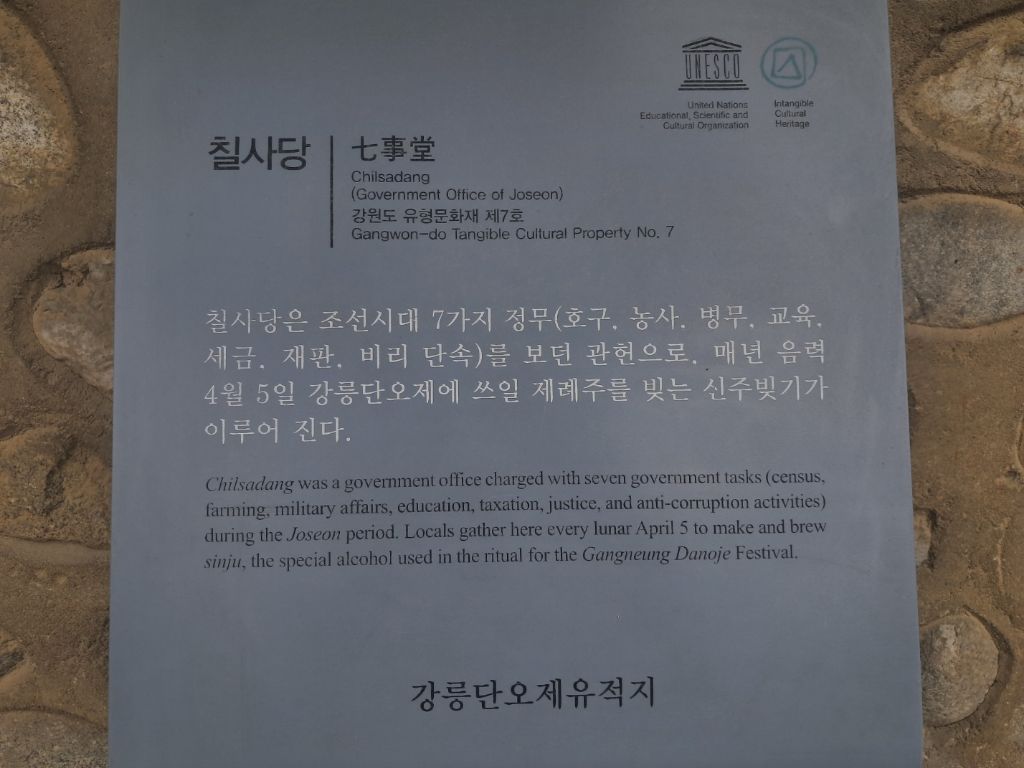 UNESCO
United Nations
Educational, Scientific and
Cultural Organization
Intangible
Cultural
Heritage
칠사당
七事堂
Chilsadang
(Government Office of Joseon)
강원도 유형문화재 제7호
Gangwon-do Tangible Cultural Property No. 7
칠사당은 조선시대 7가지 정무(호구, 농사, 병무, 교육,
세금, 재판, 비리 단속)를 보던 관헌으로, 매년 음력
4월 5일 강릉단오제에 쓰일 제례주를 빚는 신주빚기가
이루어 진다.
Chilsadang was a government office charged with seven government tasks (census,
farming, military affairs, education, taxation, justice, and anti-corruption activities)
during the Joseon period. Locals gather here every lunar April 5 to make and brew
sinju, the special alcohol used in the ritual for the Gangneung Danoje Festival.
강릉단오제유적지